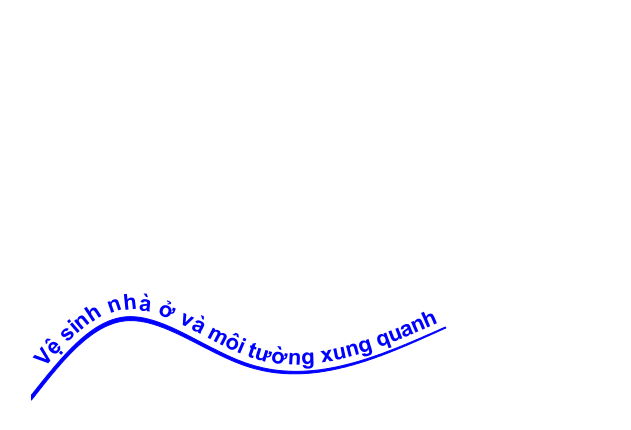 Vệ sinh nhà ở và môi tường xung quanh